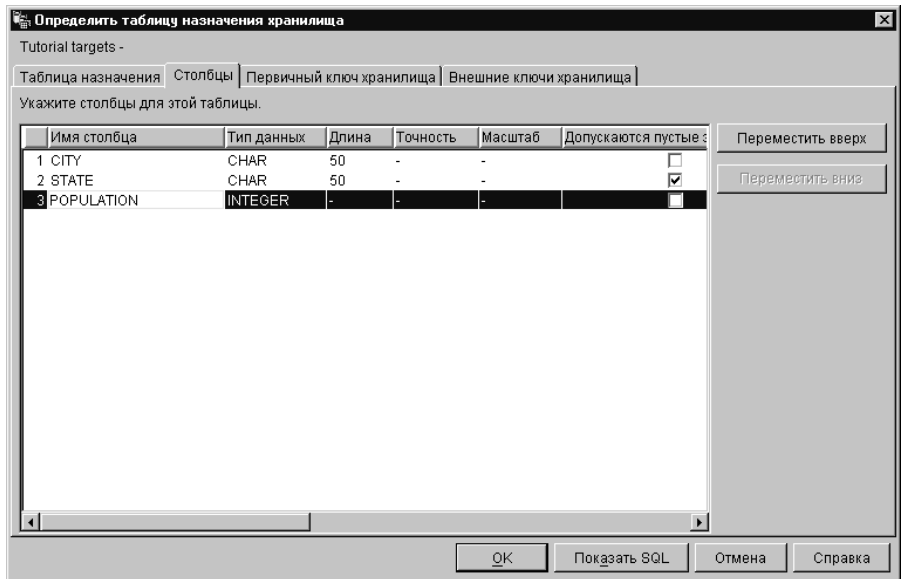 Определить таблицу назначения хранилища
Tutorial targets -
Таблица назначения Столбцы Первичный ключ хранилища Внешние ключи хранилища
Укажите столбцы для этой таблицы.
Имя столбца Тип данных Длина Точность Масштаб Допускаются пустые з
Переместить вверх
1 CITY CHAR 50 - -
2 STATE CHAR 50 - -
Переместить вниз
3 POPULATION INTEGER - - -
OK Показать SQL Отмена Справка